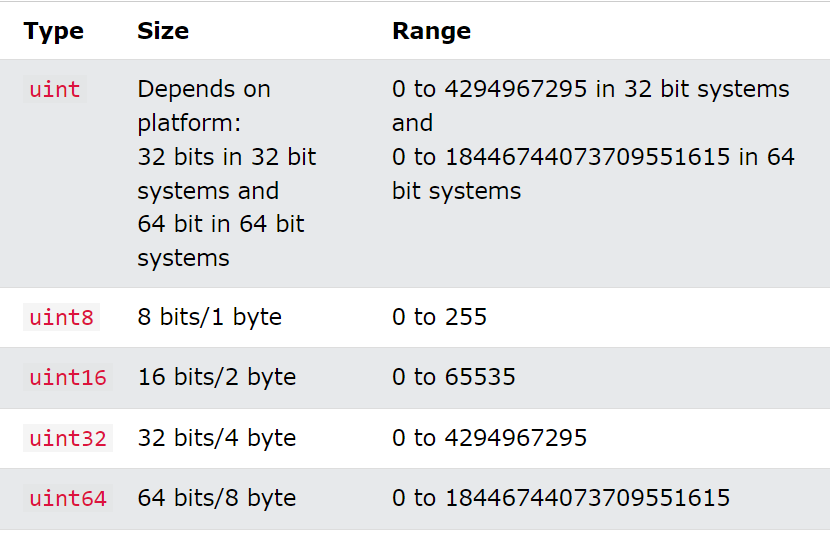 Type Size Range
uint Depends on platform: 32 bits in 32 bit systems and 64 bit in 64 bit systems 0 to 4294967295 in 32 bit systems and 0 to 18446744073709551615 in 64 bit systems
uint8 8 bits/1 byte 0 to 255
uint16 16 bits/2 byte 0 to 65535
uint32 32 bits/4 byte 0 to 4294967295
uint64 64 bits/8 byte 0 to 18446744073709551615